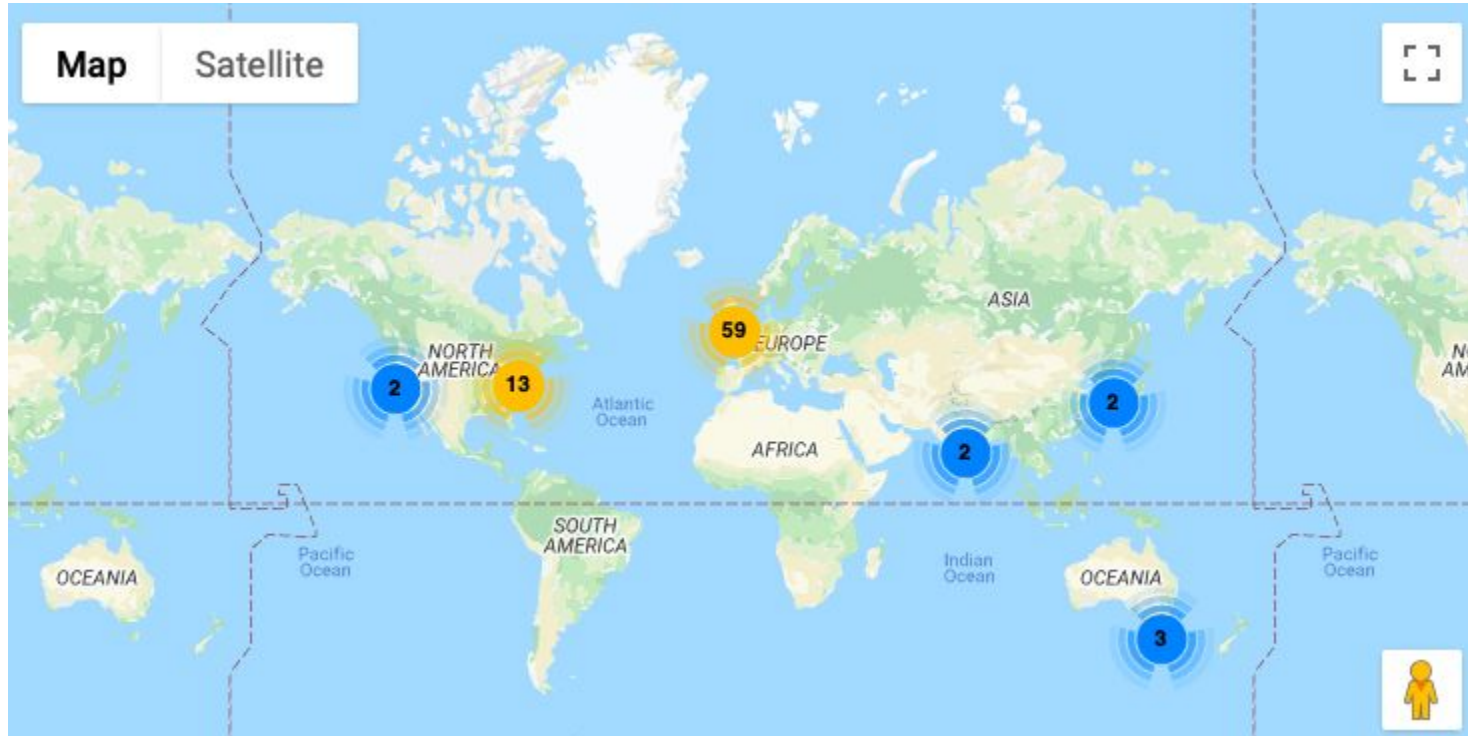 Map
Satellite
ASIA
59
EUROPE
NORTH
AMERICA
2
13
Atlantic
Ocean
2
AFRICA
2
SOUTH
AMERICA
Pacific
Ocean
Indian
Ocean
OCEANIA
OCEANIA
Pacific
Ocean
3